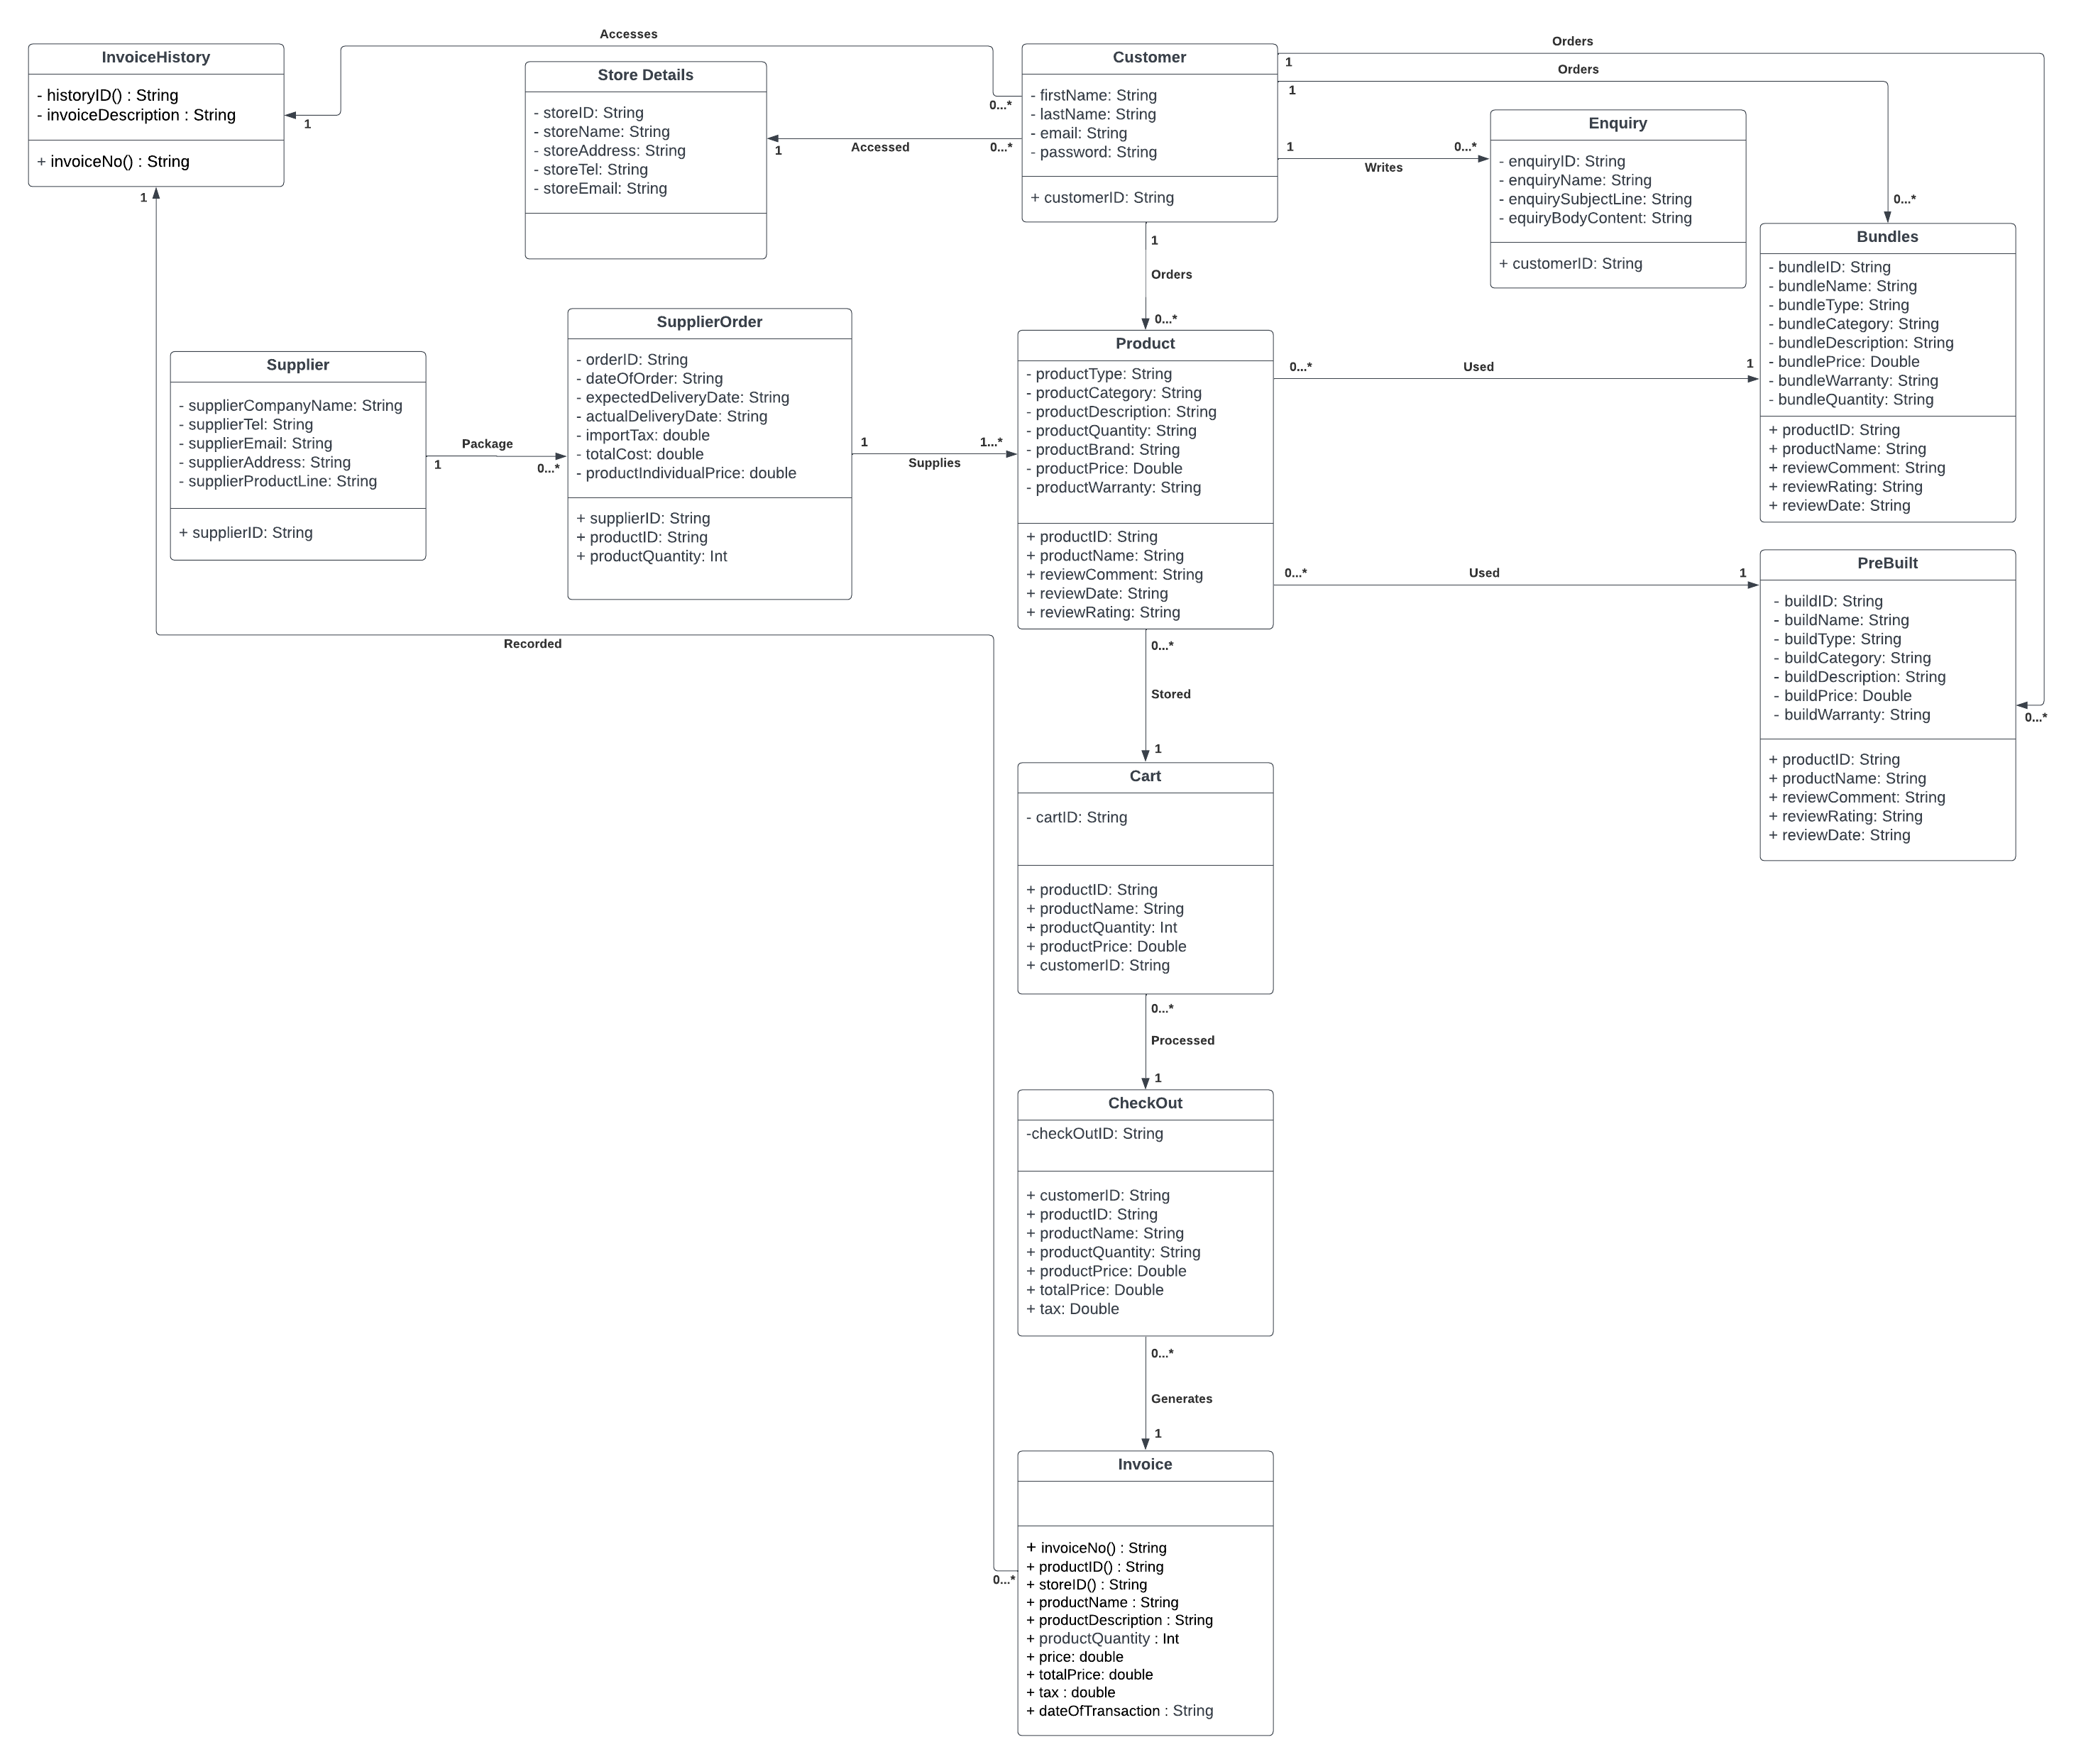 Accesses
InvoiceHistory
- historyID() : String
- invoiceDescription : String
+ invoiceNo() : String
1
1
0...*
Store Details
- storeID: String
- storeName: String
- storeAddress: String
- storeTel: String
- storeEmail: String
1
Accessed
0...*
Customer
- firstName: String
- lastName: String
- email: String
- password: String
+ customerID: String
Orders
1
Orders
1
1
Writes
0...*
Enquiry
- enquiryID: String
- enquiryName: String
- enquirySubjectLine: String
- equiryBodyContent: String
+ customerID: String
0...*
Bundles
- bundleID: String
- bundleName: String
- bundleType: String
- bundleCategory: String
- bundleDescription: String
- bundlePrice: Double
- bundleWarranty: String
- bundleQuantity: String
+ productID: String
+ productName: String
+ reviewComment: String
+ reviewRating: String
+ reviewDate: String
1
Orders
0...*
Supplier
- supplierCompanyName: String
- supplierTel: String
- supplierEmail: String
- supplierAddress: String
- supplierProductLine: String
+ supplierID: String
Package
1
0...*
SupplierOrder
- orderID: String
- dateOfOrder: String
- expectedDeliveryDate: String
- actualDeliveryDate: String
- importTax: double
- totalCost: double
- productIndividualPrice: double
+ supplierID: String
+ productID: String
+ productQuantity: Int
1
Supplies
1...*
Product
- productType: String
- productCategory: String
- productDescription: String
- productQuantity: String
- productBrand: String
- productPrice: Double
- productWarranty: String
+ productID: String
+ productName: String
+ reviewComment: String
+ reviewDate: String
+ reviewRating: String
0...*
Used
1
0...*
Used
1
PreBuilt
- buildID: String
- buildName: String
- buildType: String
- buildCategory: String
- buildDescription: String
- buildPrice: Double
- buildWarranty: String
+ productID: String
+ productName: String
+ reviewComment: String
+ reviewRating: String
+ reviewDate: String
0...*
Recorded
0...*
Stored
1
Cart
- cartID: String
+ productID: String
+ productName: String
+ productQuantity: Int
+ productPrice: Double
+ customerID: String
0...*
Processed
1
CheckOut
-checkOutID: String
+ customerID: String
+ productID: String
+ productName: String
+ productQuantity: String
+ productPrice: Double
+ totalPrice: Double
+ tax: Double
0...*
Generates
1
Invoice
+ invoiceNo() : String
+ productID() : String
+ storeID() : String
+ productName : String
+ productDescription : String
+ productQuantity : Int
+ price: double
+ totalPrice: double
+ tax : double
+ dateOfTransaction : String
0...*